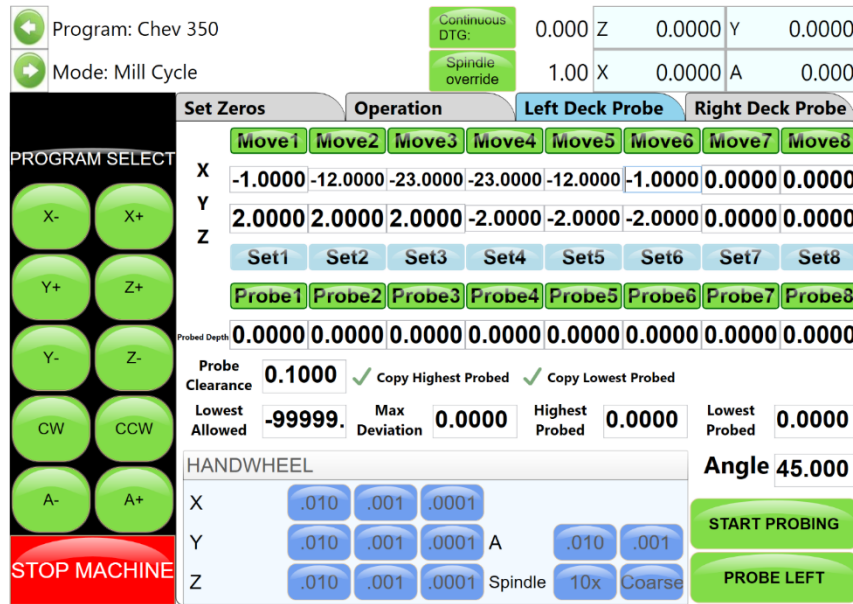 Program: Chev 350
Continuous DTG:
0.000 Z 0.0000 Y 0.0000
Mode: Mill Cycle
Spindle override
1.00 X 0.0000 A 0.000
Set Zeros Operation Left Deck Probe Right Deck Probe
PROGRAM SELECT
Move1 Move2 Move3 Move4 Move5 Move6 Move7 Move8
X -1.0000 -12.0000 -23.0000 -23.0000 -12.0000 -1.0000 0.0000 0.0000
Y 2.0000 2.0000 2.0000 -2.0000 -2.0000 -2.0000 0.0000 0.0000
Z
Set1 Set2 Set3 Set4 Set5 Set6 Set7 Set8
Probe1 Probe2 Probe3 Probe4 Probe5 Probe6 Probe7 Probe8
Probed Depth 0.0000 0.0000 0.0000 0.0000 0.0000 0.0000 0.0000 0.0000
Probe Clearance 0.1000 Copy Highest Probed Copy Lowest Probed
Lowest Allowed -99999. Max Deviation 0.0000 Highest Probed 0.0000 Lowest Probed 0.0000
HANDWHEEL
Angle 45.000
X .010 .001 .0001
Y .010 .001 .0001 A .010 .001
Z .010 .001 .0001 Spindle 10x Coarse
START PROBING
PROBE LEFT
X- X+
Y+ Z+
Y- Z-
CW CCW
A- A+
STOP MACHINE